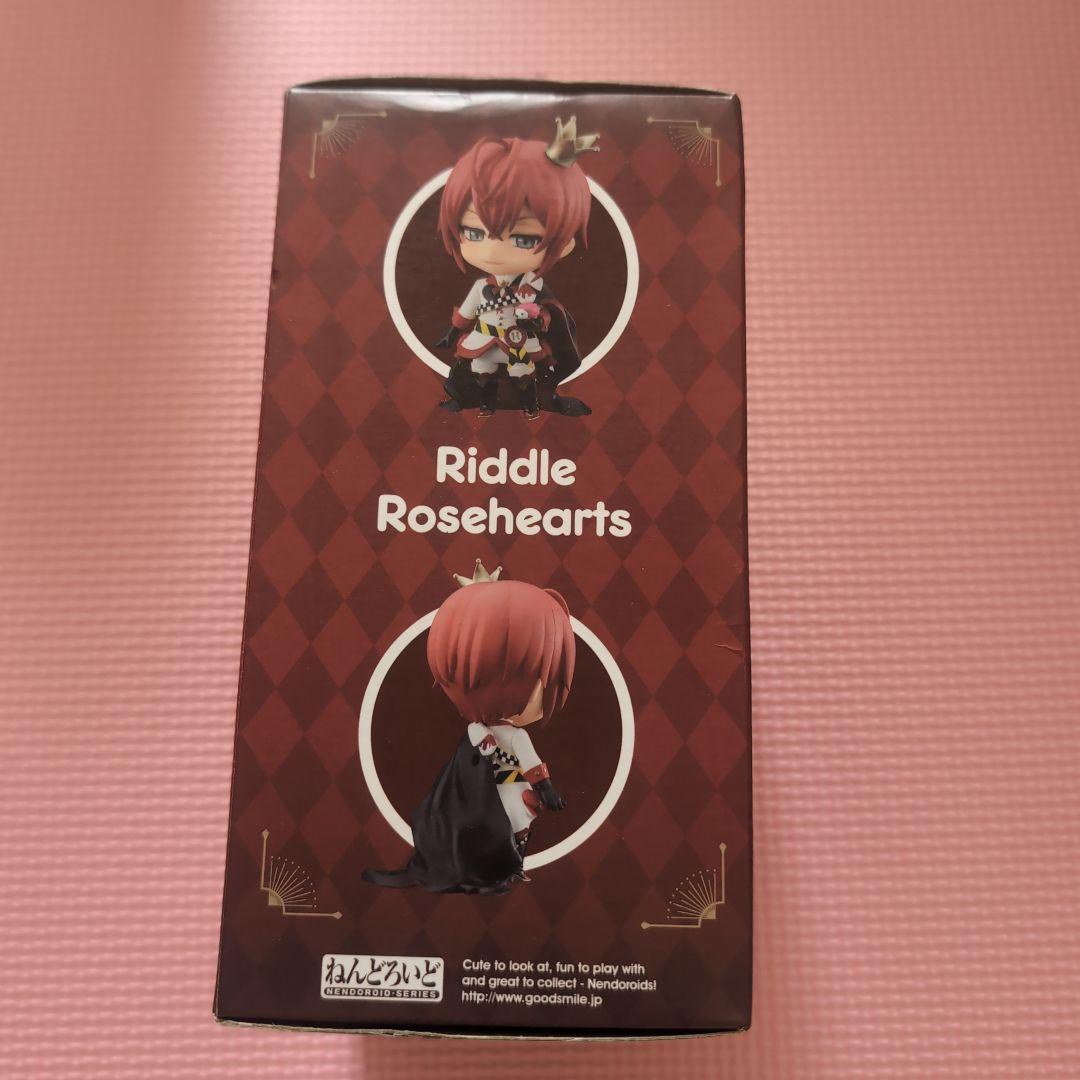 Riddle
Rosehearts
ねんどろいど
NENDOROID·SERIES
Cute to look at, fun to play with
and great to collect - Nendoroids!
http://www.goodsmile.jp